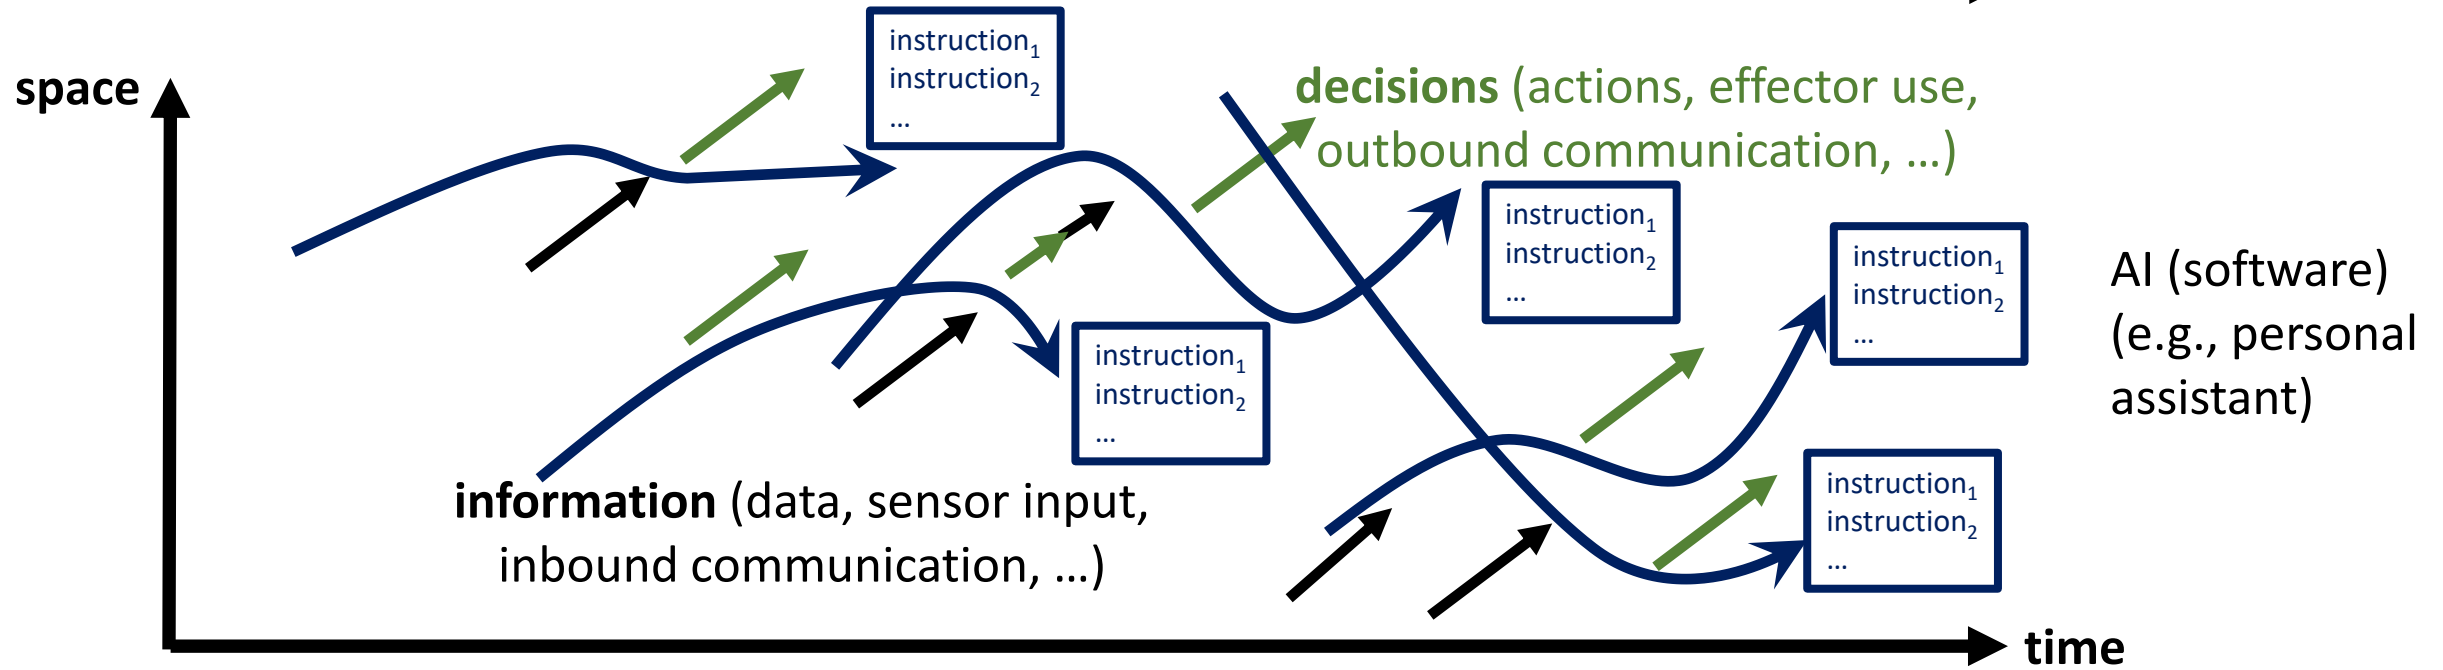 space
instruction₁
instruction₂
...
decisions (actions, effector use,
outbound communication, ...)
instruction₁
instruction₂
...
instruction₁
instruction₂
...
AI (software)
(e.g., personal
assistant)
instruction₁
instruction₂
...
information (data, sensor input,
inbound communication, ...)
instruction₁
instruction₂
...
time